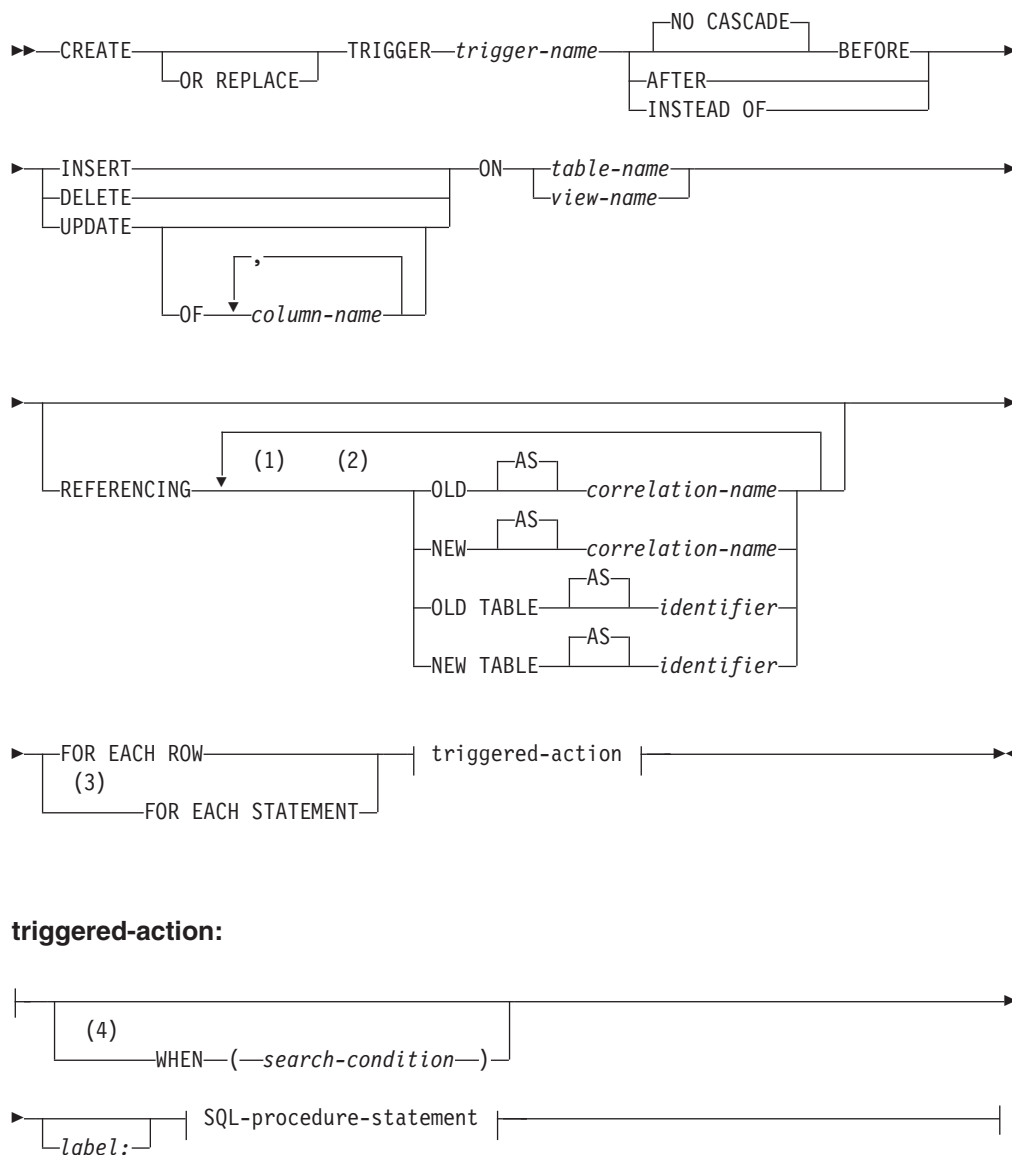 NO CASCADE
CREATE TRIGGER trigger-name BEFORE
OR REPLACE AFTER
INSTEAD OF
INSERT ON table-name
DELETE view-name
UPDATE
,
OF column-name
(1) (2) AS
REFERENCING OLD correlation-name
AS
NEW correlation-name
AS
OLD TABLE identifier
AS
NEW TABLE identifier
FOR EACH ROW triggered-action
(3)
FOR EACH STATEMENT
triggered-action:
(4)
WHEN ( search-condition )
SQL-procedure-statement
label: